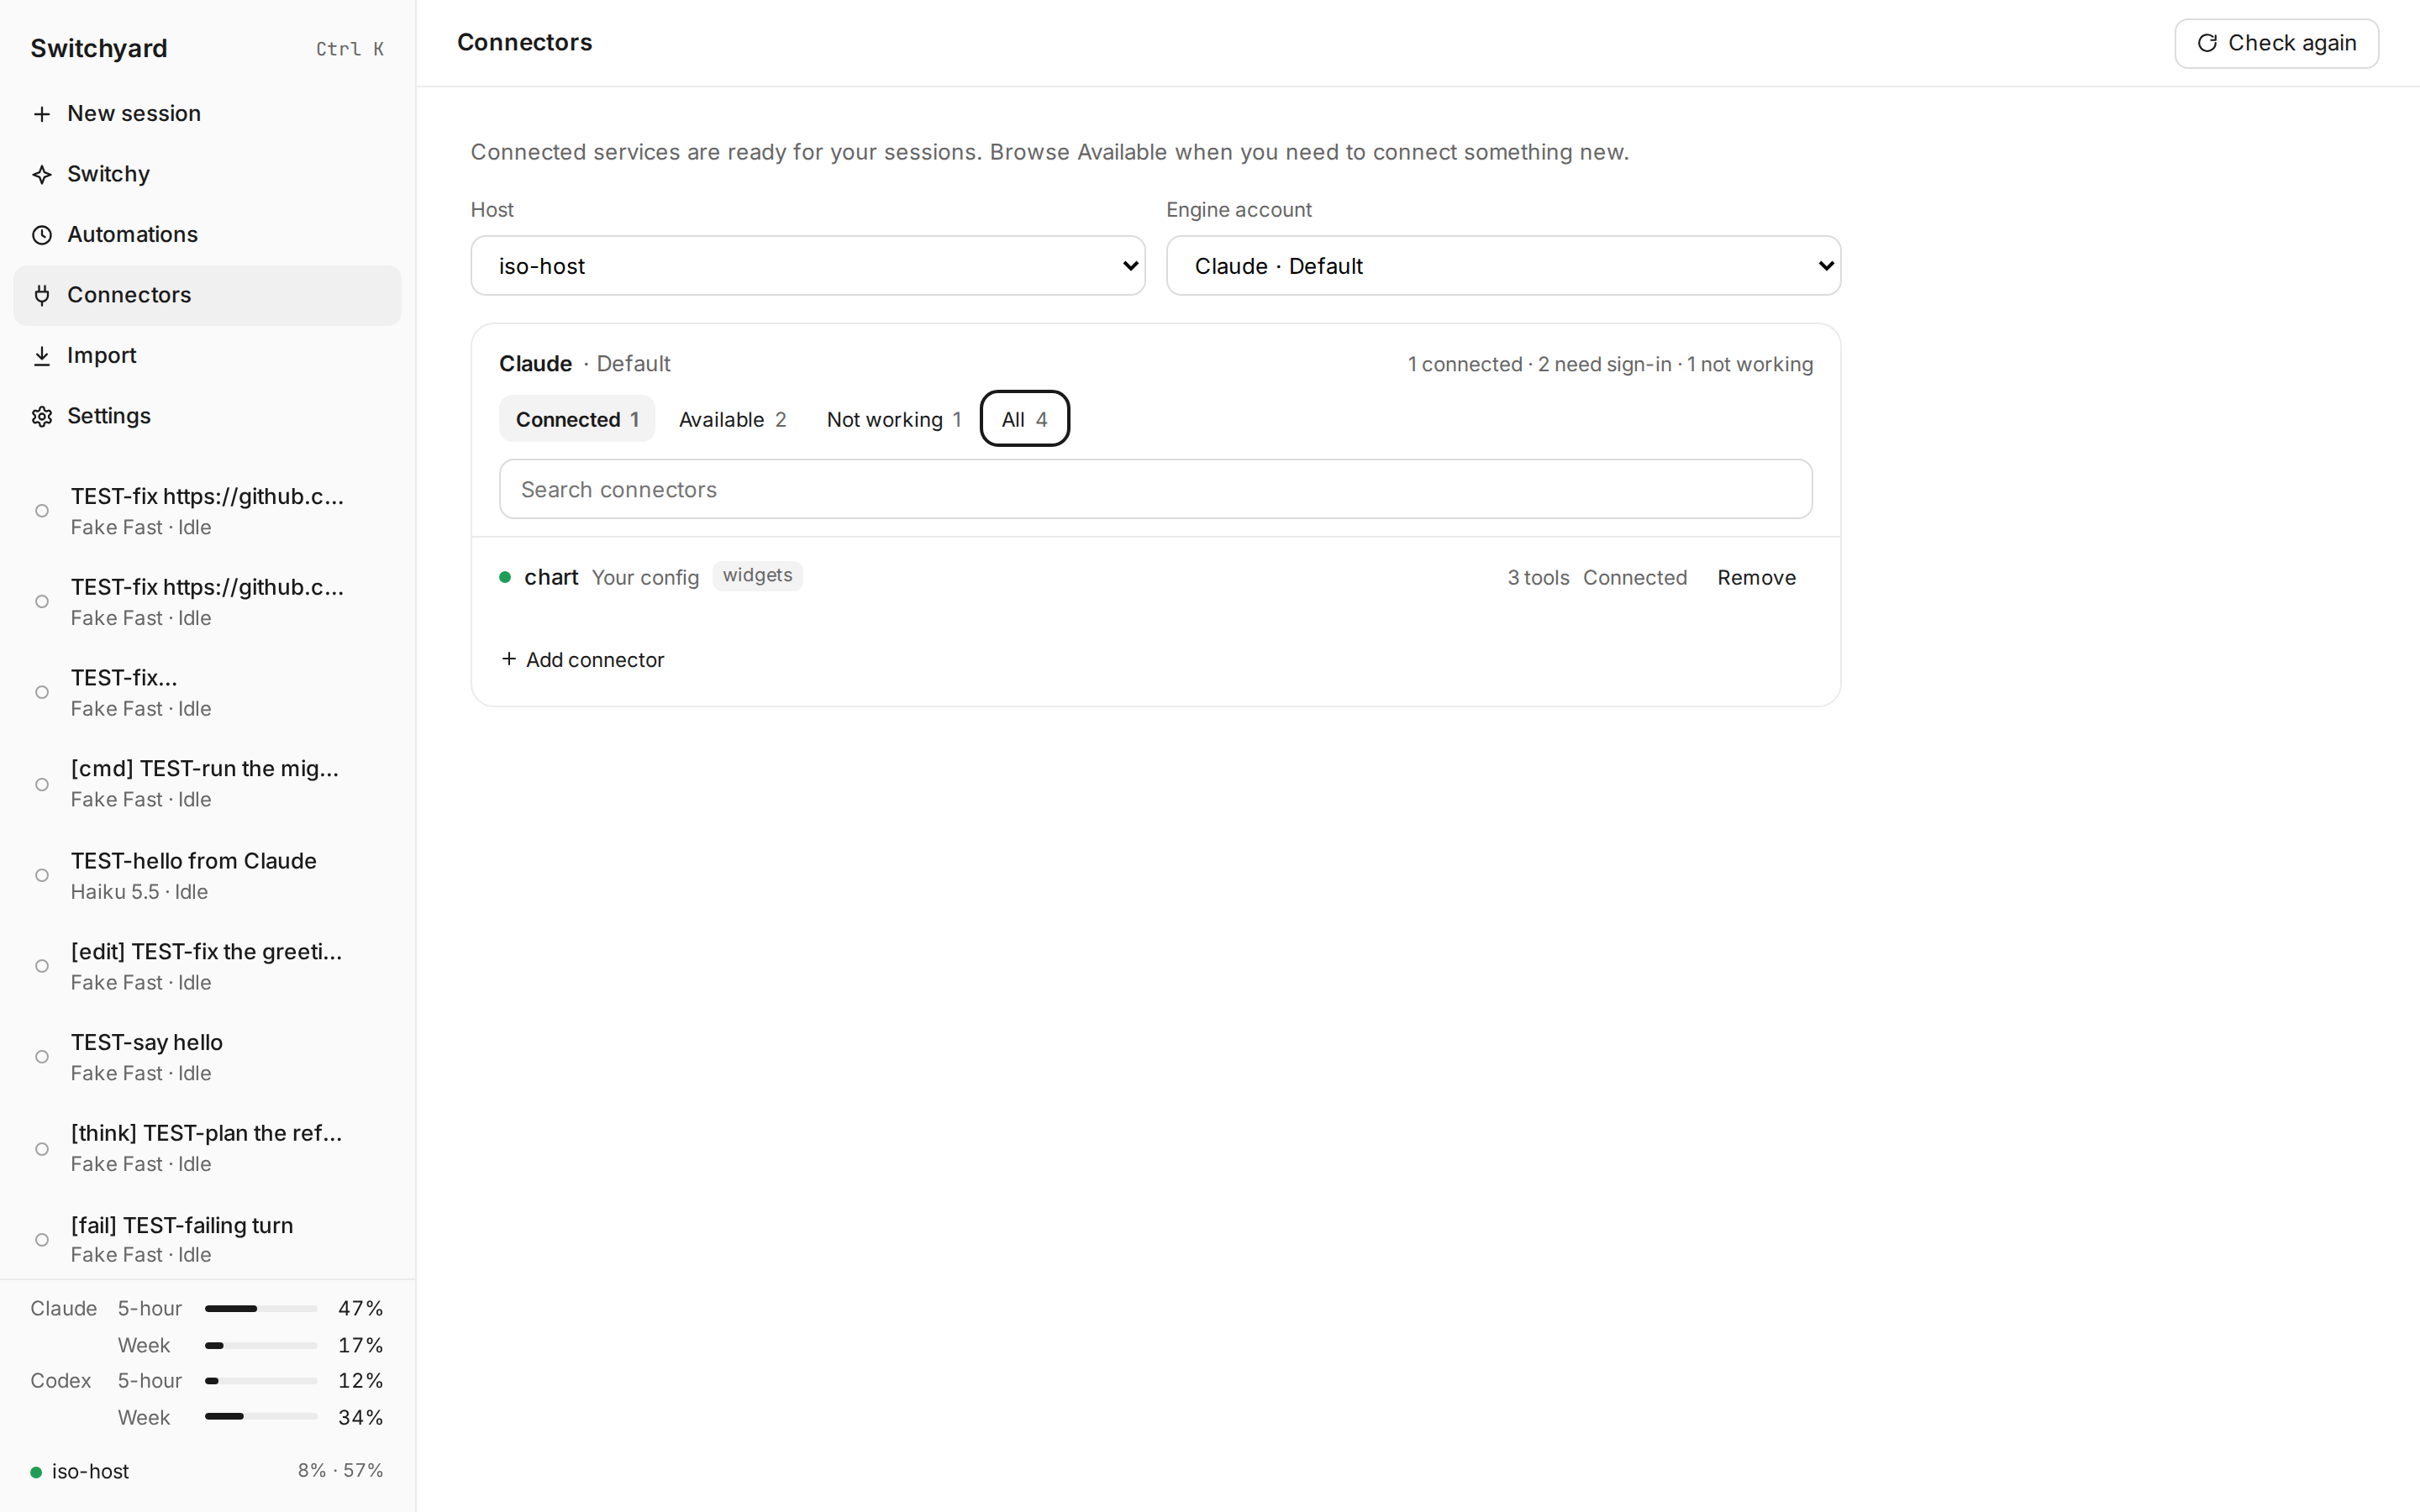 Switchyard Ctrl K
New session
Switchy
Automations
Connectors
Import
Settings
TEST-fix https://github.c...
Fake Fast · Idle
TEST-fix https://github.c...
Fake Fast · Idle
TEST-fix...
Fake Fast · Idle
[cmd] TEST-run the mig...
Fake Fast · Idle
TEST-hello from Claude
Haiku 5.5 · Idle
[edit] TEST-fix the greeti...
Fake Fast · Idle
TEST-say hello
Fake Fast · Idle
[think] TEST-plan the ref...
Fake Fast · Idle
[fail] TEST-failing turn
Fake Fast · Idle
Claude 5-hour 47%
Week 17%
Codex 5-hour 12%
Week 34%
iso-host 8% · 57%
Connectors Check again
Connected services are ready for your sessions. Browse Available when you need to connect something new.
Host Engine account
iso-host Claude · Default
Claude · Default 1 connected · 2 need sign-in · 1 not working
Connected 1 Available 2 Not working 1 All 4
Search connectors
chart Your config widgets 3 tools Connected Remove
+ Add connector